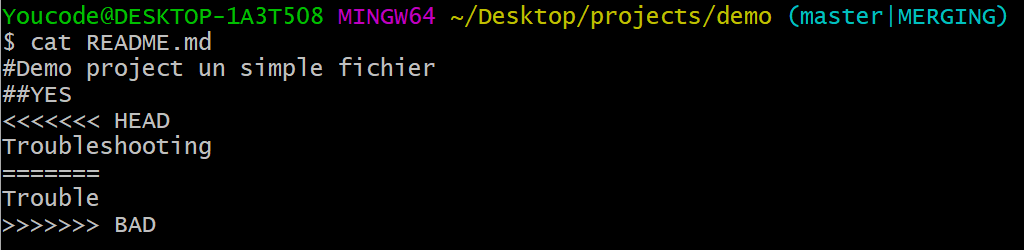 Youcode@DESKTOP-1A3T5O8 MINGW64 ~/Desktop/projects/demo (master|MERGING)
$ cat README.md
#Demo project un simple fichier
##YES
<<<<<<< HEAD
Troubleshooting
=======
Trouble
>>>>>>> BAD